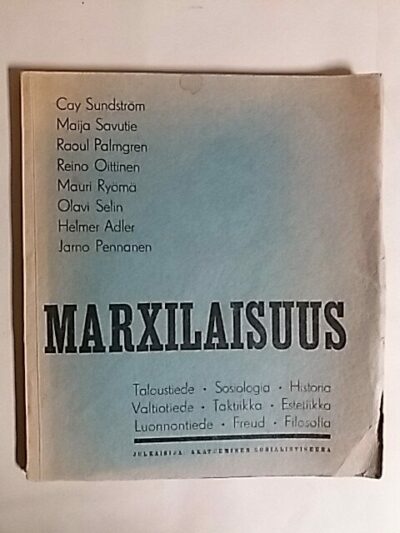 Cay Sundström
Maija Savutie
Raoul Palmgren
Reino Oittinen
Mauri Ryömä
Olavi Selin
Helmer Adler
Jarno Pennanen
MARXILAISUUS
Taloustiede · Sosiologia · Historia
Valtiotiede · Taktiikka · Estetiikka
Luonnontiede · Freud · Filosofia
JULKAISIJA: AKATEEMINEN SOSIALISTISEURA